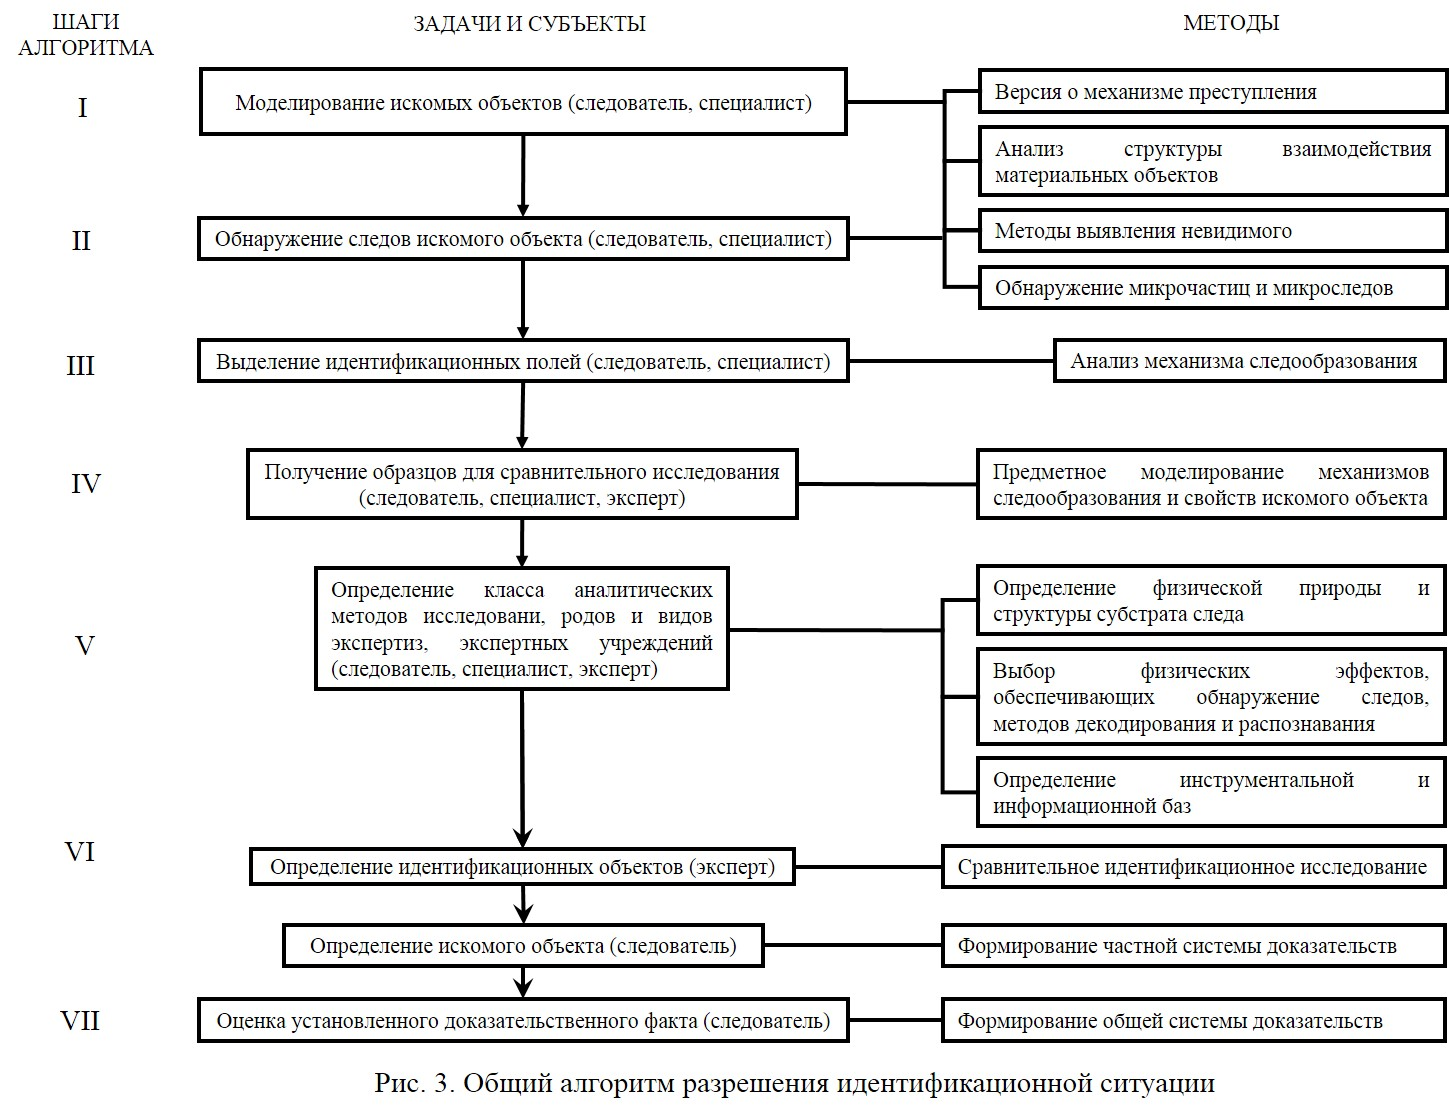 ШАГИ
АЛГОРИТМА
ЗАДАЧИ И СУБЪЕКТЫ
МЕТОДЫ
I
Моделирование искомых объектов (следователь, специалист)
Версия о механизме преступления
Анализ структуры взаимодействия
материальных объектов
II
Обнаружение следов искомого объекта (следователь, специалист)
Методы выявления невидимого
Обнаружение микрочастиц и микроследов
III
Выделение идентификационных полей (следователь, специалист)
Анализ механизма следообразования
IV
Получение образцов для сравнительного исследования
(следователь, специалист, эксперт)
Предметное моделирование механизмов
следообразования и свойств искомого объекта
V
Определение класса аналитических
методов исследовани, родов и видов
экспертиз, экспертных учреждений
(следователь, специалист, эксперт)
Определение физической природы и
структуры субстрата следа
Выбор физических эффектов,
обеспечивающих обнаружение следов,
методов декодирования и распознавания
Определение инструментальной и
информационной баз
VI
Определение идентификационных объектов (эксперт)
Сравнительное идентификационное исследование
Определение искомого объекта (следователь)
Формирование частной системы доказательств
VII
Оценка установленного доказательственного факта (следователь)
Формирование общей системы доказательств
Рис. 3. Общий алгоритм разрешения идентификационной ситуации